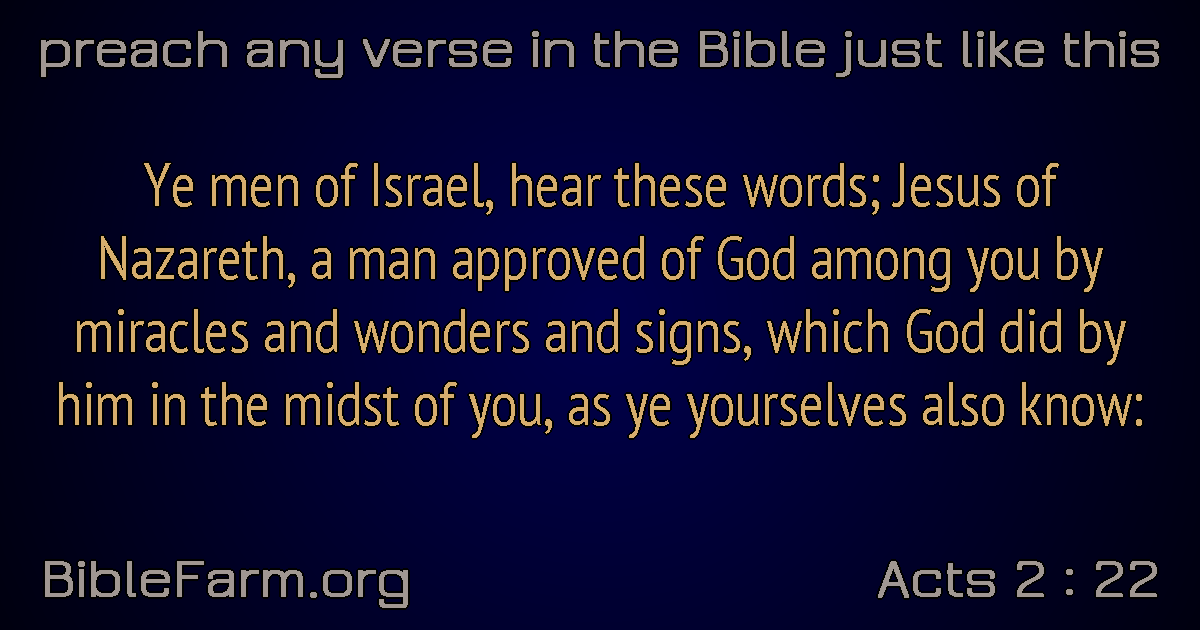 preach any verse in the Bible just like this
Ye men of Israel, hear these words; Jesus of
Nazareth, a man approved of God among you by
miracles and wonders and signs, which God did by
him in the midst of you, as ye yourselves also know:
BibleFarm.org
Acts 2 : 22